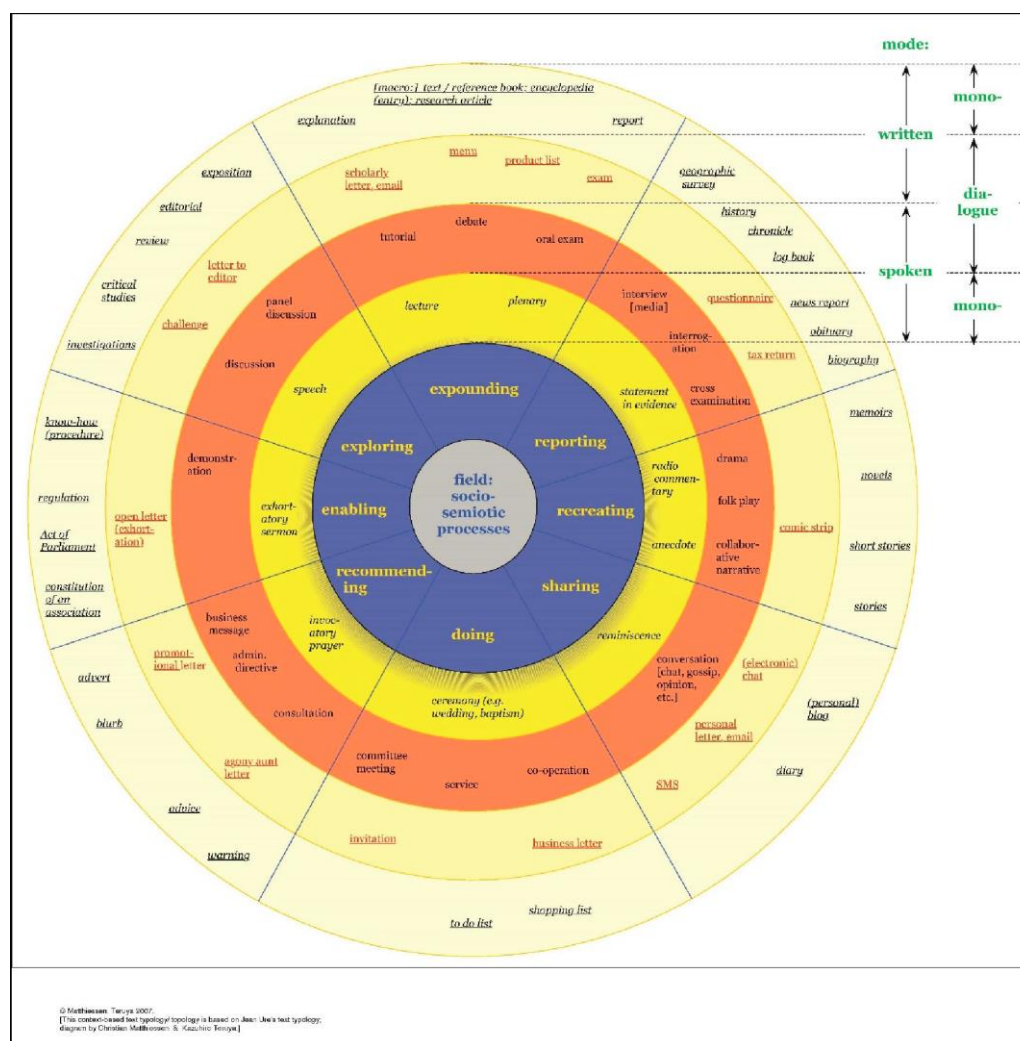 mode:
[macro:] text / reference book; encyclopedia
(entry); research article
explanation
report
mono-
written
dia-
logue
spoken
mono-
menu
product list
exam
scholarly
letter, email
exposition
editorial
review
critical
studies
investigations
letter to
editor
challenge
geographic
survey
history
chronicle
log book
news report
obituary
biography
questionnaire
tax return
debate
tutorial
oral exam
panel
discussion
discussion
interview
[media]
interrog-
ation
cross
examination
lecture
plenary
speech
statement
in evidence
expounding
exploring
reporting
enabling
recreating
recommend-
ing
sharing
doing
field:
socio-
semiotic
processes
know-how
(procedure)
regulation
Act of
Parliament
constitution
of an
association
open letter
(exhort-
ation)
demonstr-
ation
exhort-
atory
sermon
radio
commen-
tary
anecdote
drama
folk play
collabor-
ative
narrative
comic strip
memoirs
novels
short stories
stories
business
message
admin.
directive
consultation
promot-
ional letter
agony aunt
letter
advert
blurb
advice
warning
invoc-
atory
prayer
reminiscence
ceremony (e.g.
wedding, baptism)
conversation
[chat, gossip,
opinion,
etc.]
(electronic)
chat
personal
letter, email
SMS
(personal)
blog
diary
committee
meeting
service
co-operation
invitation
business letter
to do list
shopping list
© Matthiessen, Teruya 2007.
[This context-based text typology/ topology is based on Jean Ure's text typology;
diagram by Christian Matthiessen & Kazuhiro Teruya.]